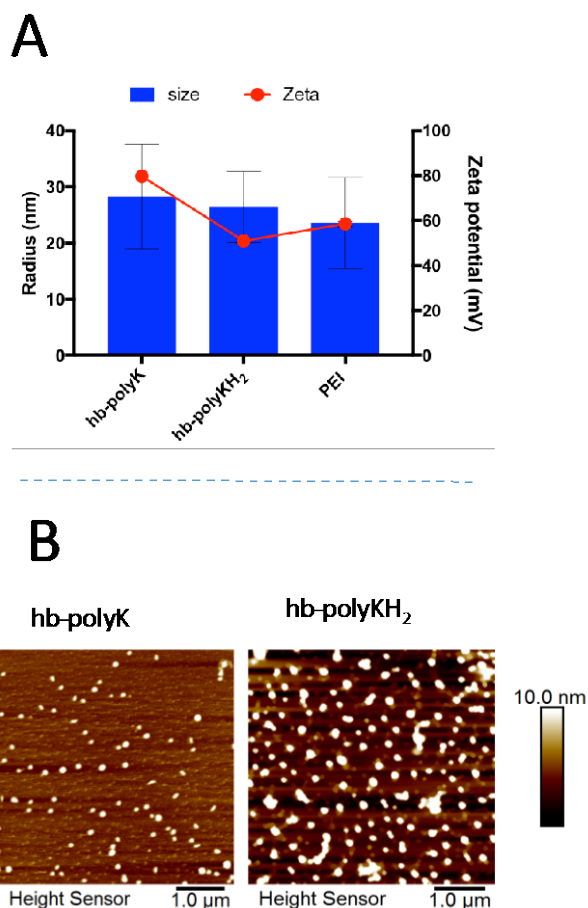 A
size Zeta
40 100
30 80
20 60
10 40
0 20
0
Radius (nm)
Zeta potential (mV)
hb-polyK
hb-polyKH₂
PEI
B
hb-polyK hb-polyKH₂
10.0 nm
Height Sensor 1.0 µm Height Sensor 1.0 µm